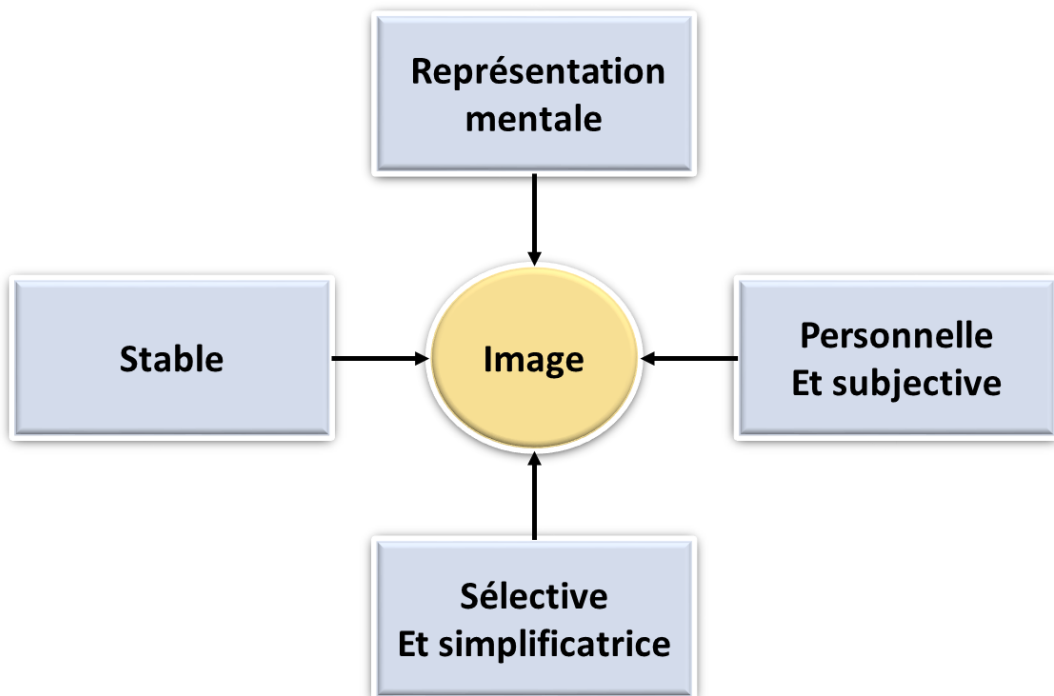 Représentation
mentale
Stable
Image
Personnelle
Et subjective
Sélective
Et simplificatrice